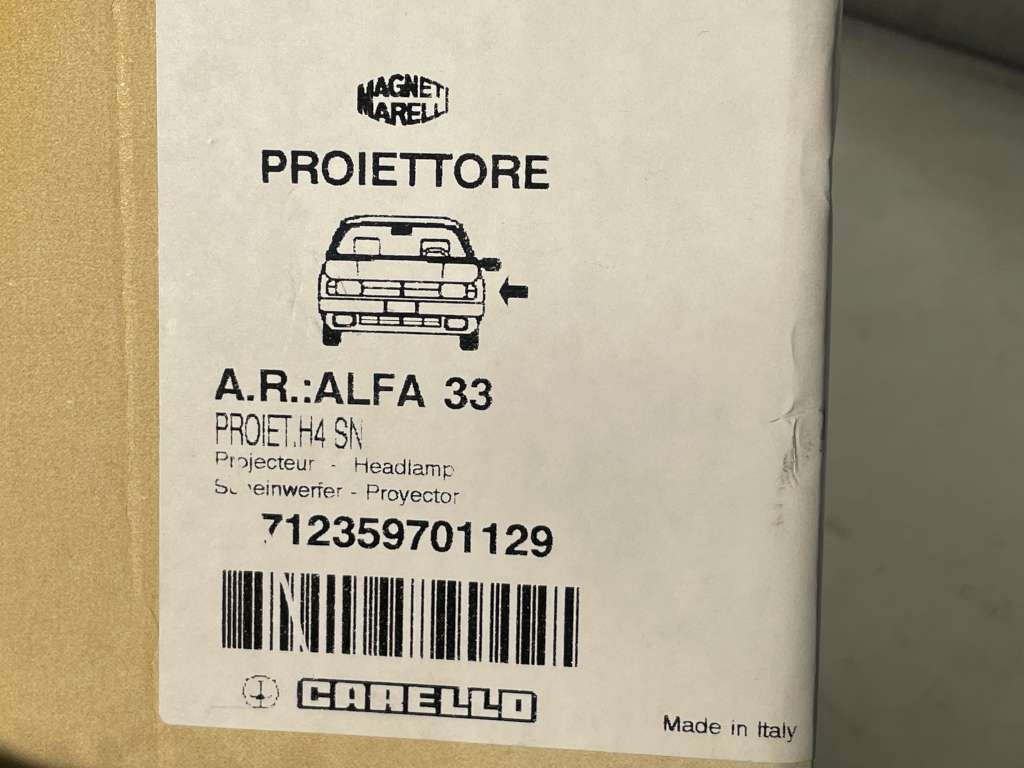 MAGNETI
MARELLI
PROIETTORE
A.R.:ALFA 33
PROIET.H4 SN
Projecteur - Headlamp
Scheinwerfer - Proyector
712359701129
CARELLO
Made in Italy